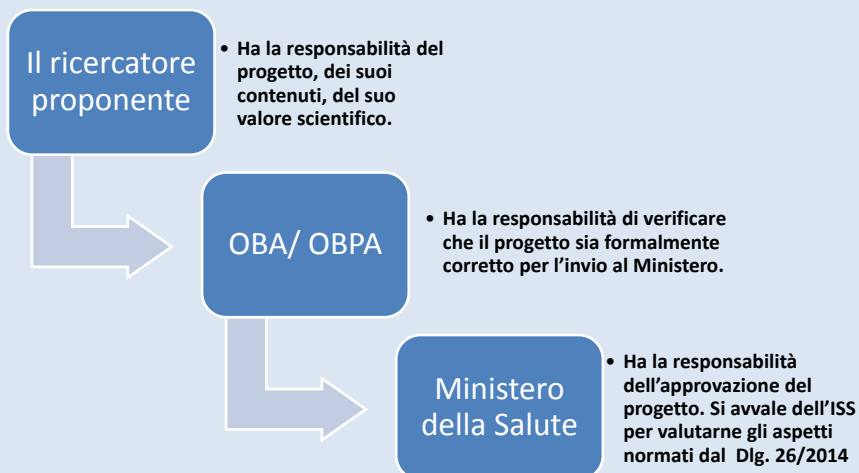 Il ricercatore
proponente
• Ha la responsabilità del
progetto, dei suoi
contenuti, del suo
valore scientifico.
OBA/ OBPA
• Ha la responsabilità di verificare
che il progetto sia formalmente
corretto per l'invio al Ministero.
Ministero
della Salute
• Ha la responsabilità
dell'approvazione del
progetto. Si avvale dell'ISS
per valutarne gli aspetti
normati dal Dlg. 26/2014